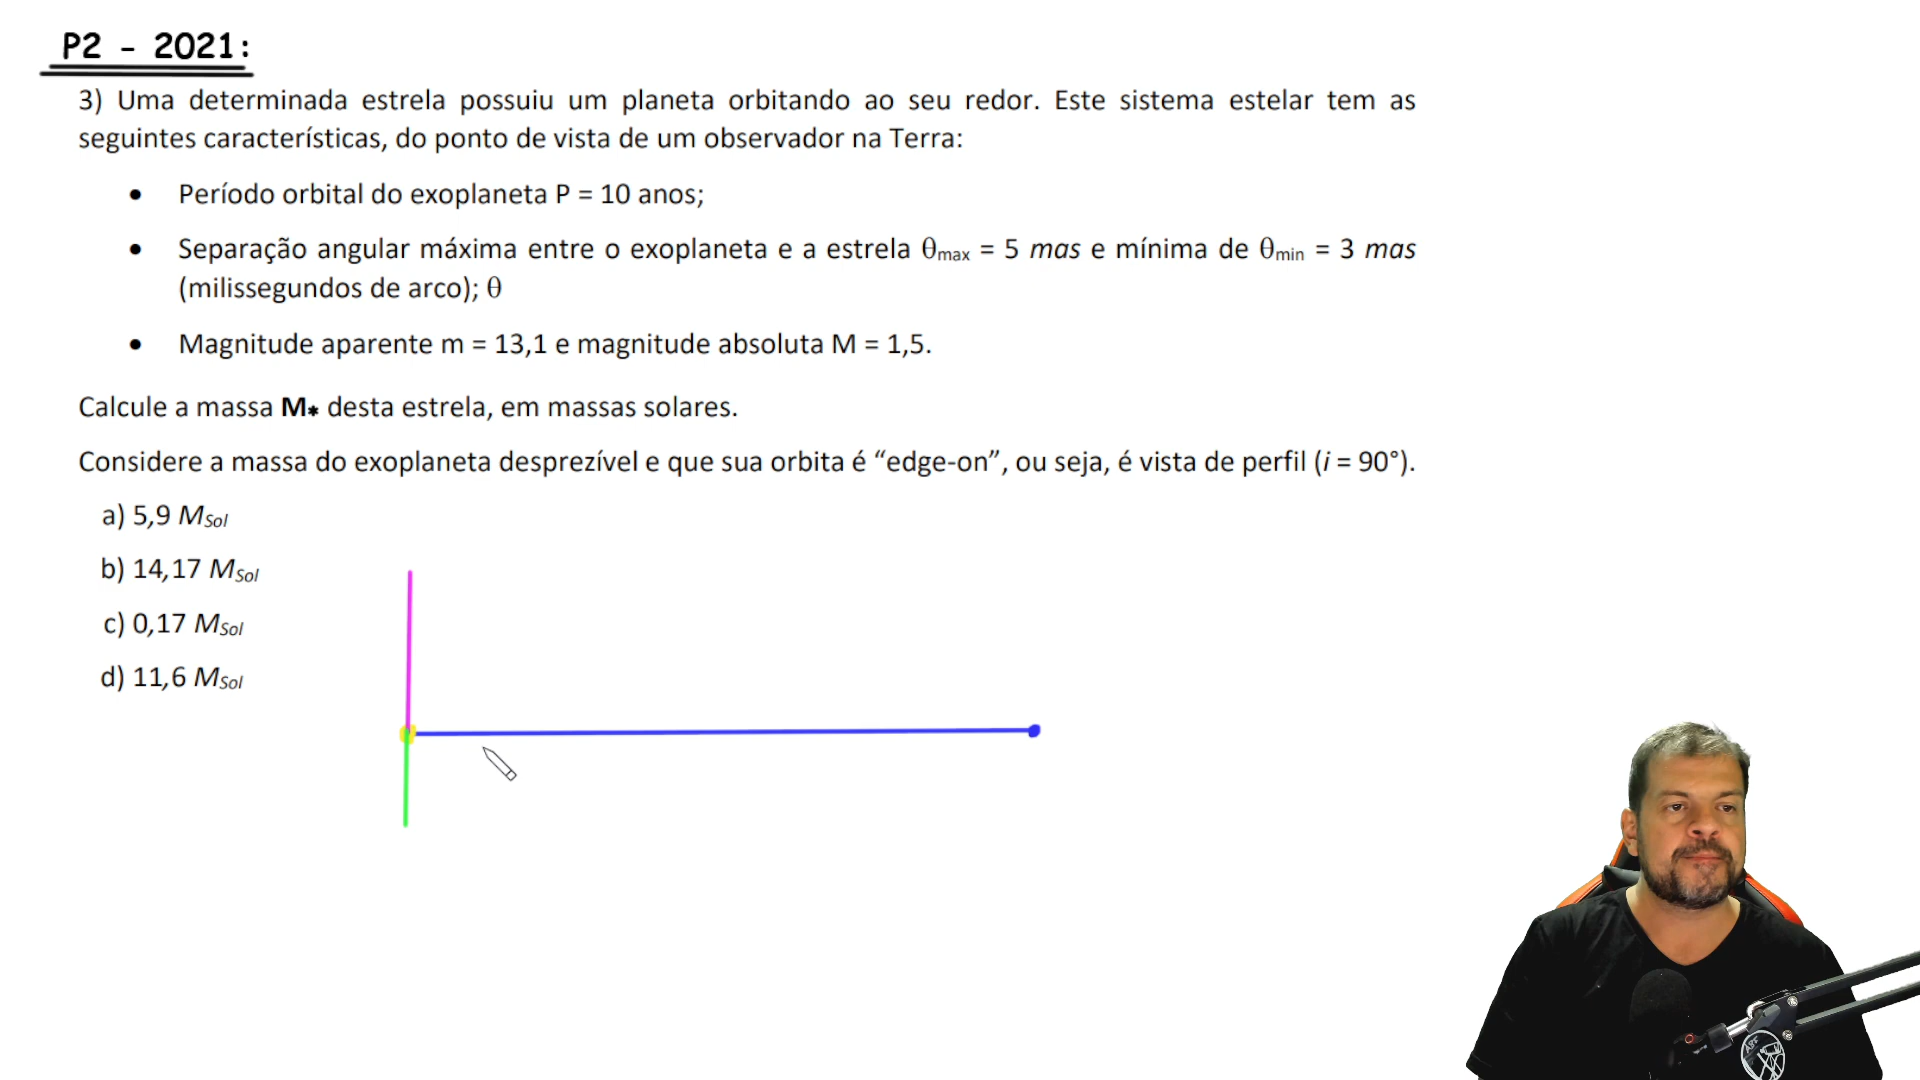 P2 - 2021:
3) Uma determinada estrela possuiu um planeta orbitando ao seu redor. Este sistema estelar tem as
seguintes características, do ponto de vista de um observador na Terra:
• Período orbital do exoplaneta P = 10 anos;
• Separação angular máxima entre o exoplaneta e a estrela θmax = 5 mas e mínima de θmin = 3 mas
(milissegundos de arco); θ
• Magnitude aparente m = 13,1 e magnitude absoluta M = 1,5.
Calcule a massa M* desta estrela, em massas solares.
Considere a massa do exoplaneta desprezível e que sua orbita é “edge-on”, ou seja, é vista de perfil (i = 90°).
a) 5,9 MSol
b) 14,17 MSol
c) 0,17 MSol
d) 11,6 MSol